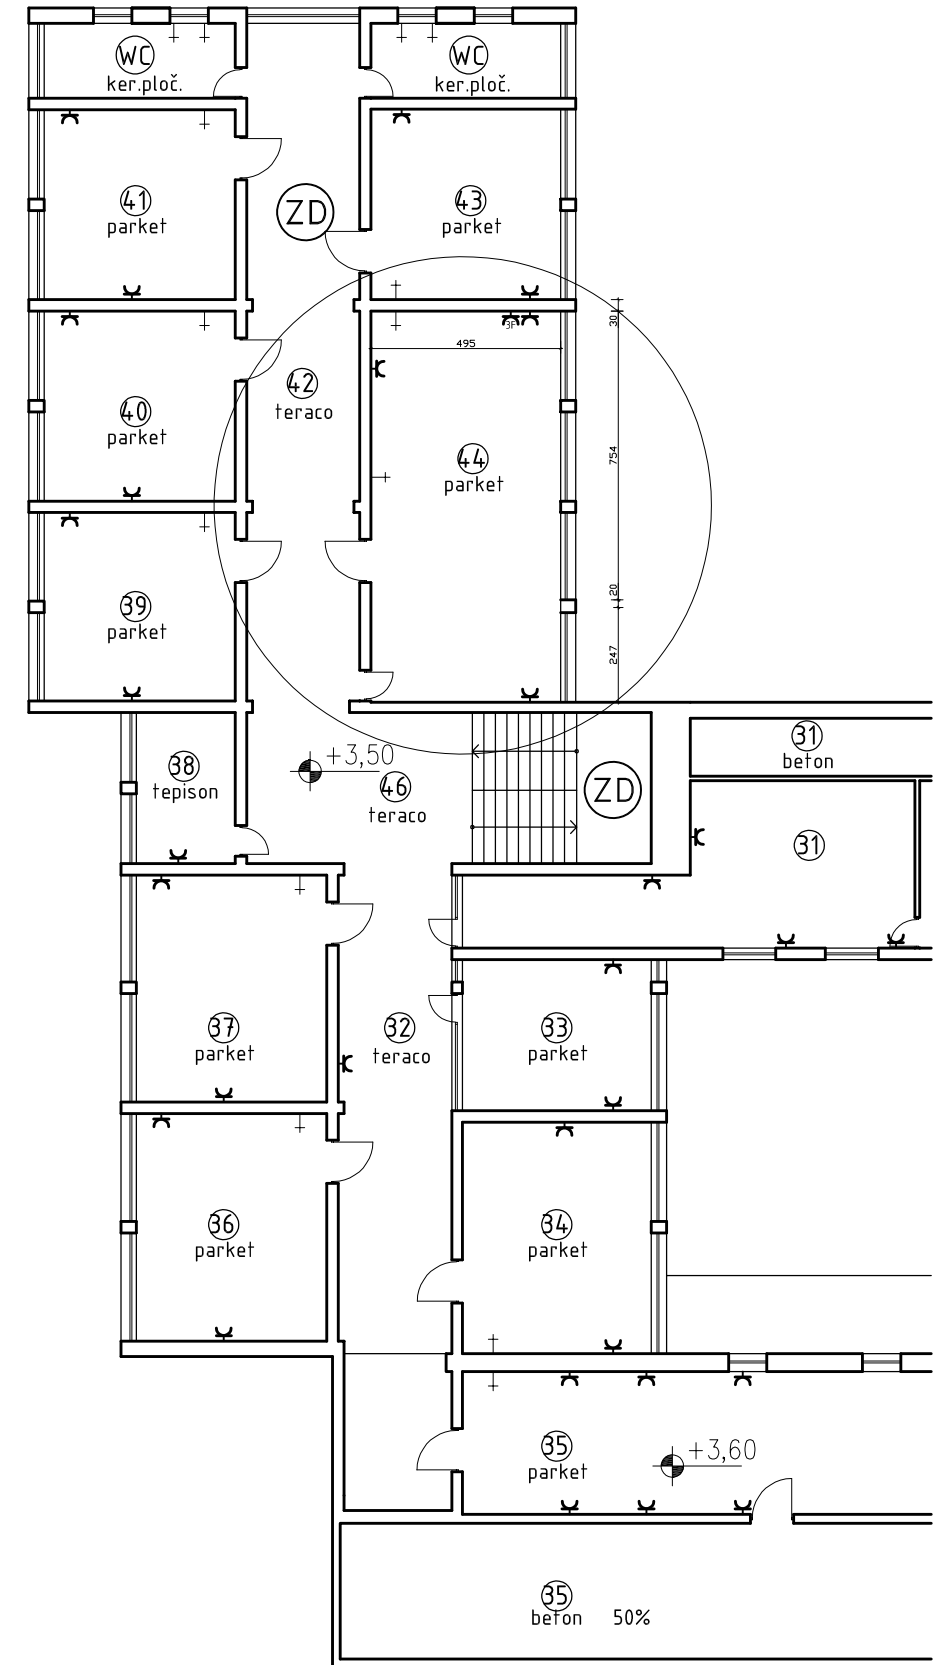 WC
ker.ploč.
WC
ker.ploč.
41
parket
ZD
43
parket
3F
30
495
42
teraco
40
parket
44
parket
754
39
parket
20
247
38
tepison
+3,50
46
teraco
ZD
31
beton
31
37
parket
32
teraco
33
parket
36
parket
34
parket
35
parket
+3,60
35
beton 50%